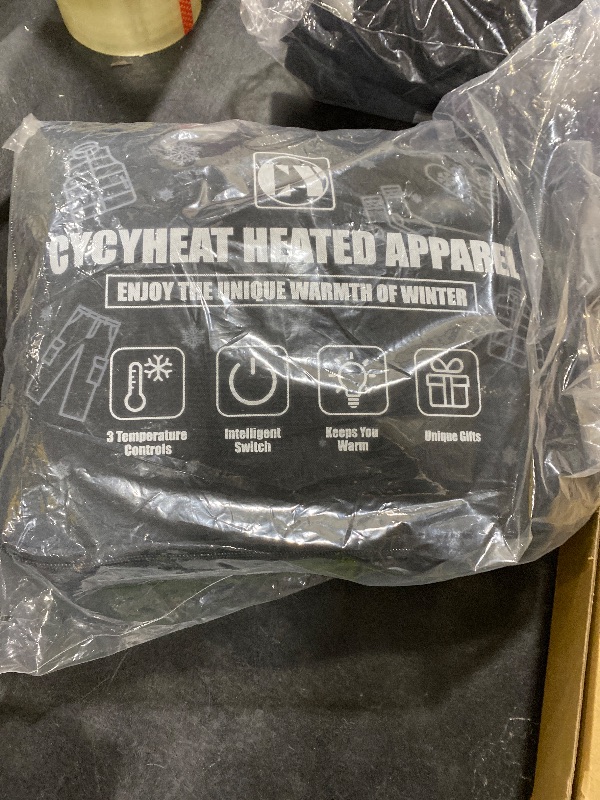 CYCYHEAT HEATED APPAREL
ENJOY THE UNIQUE WARMTH OF WINTER
3 Temperature
Controls
Intelligent
Switch
Keeps You
Warm
Unique Gifts